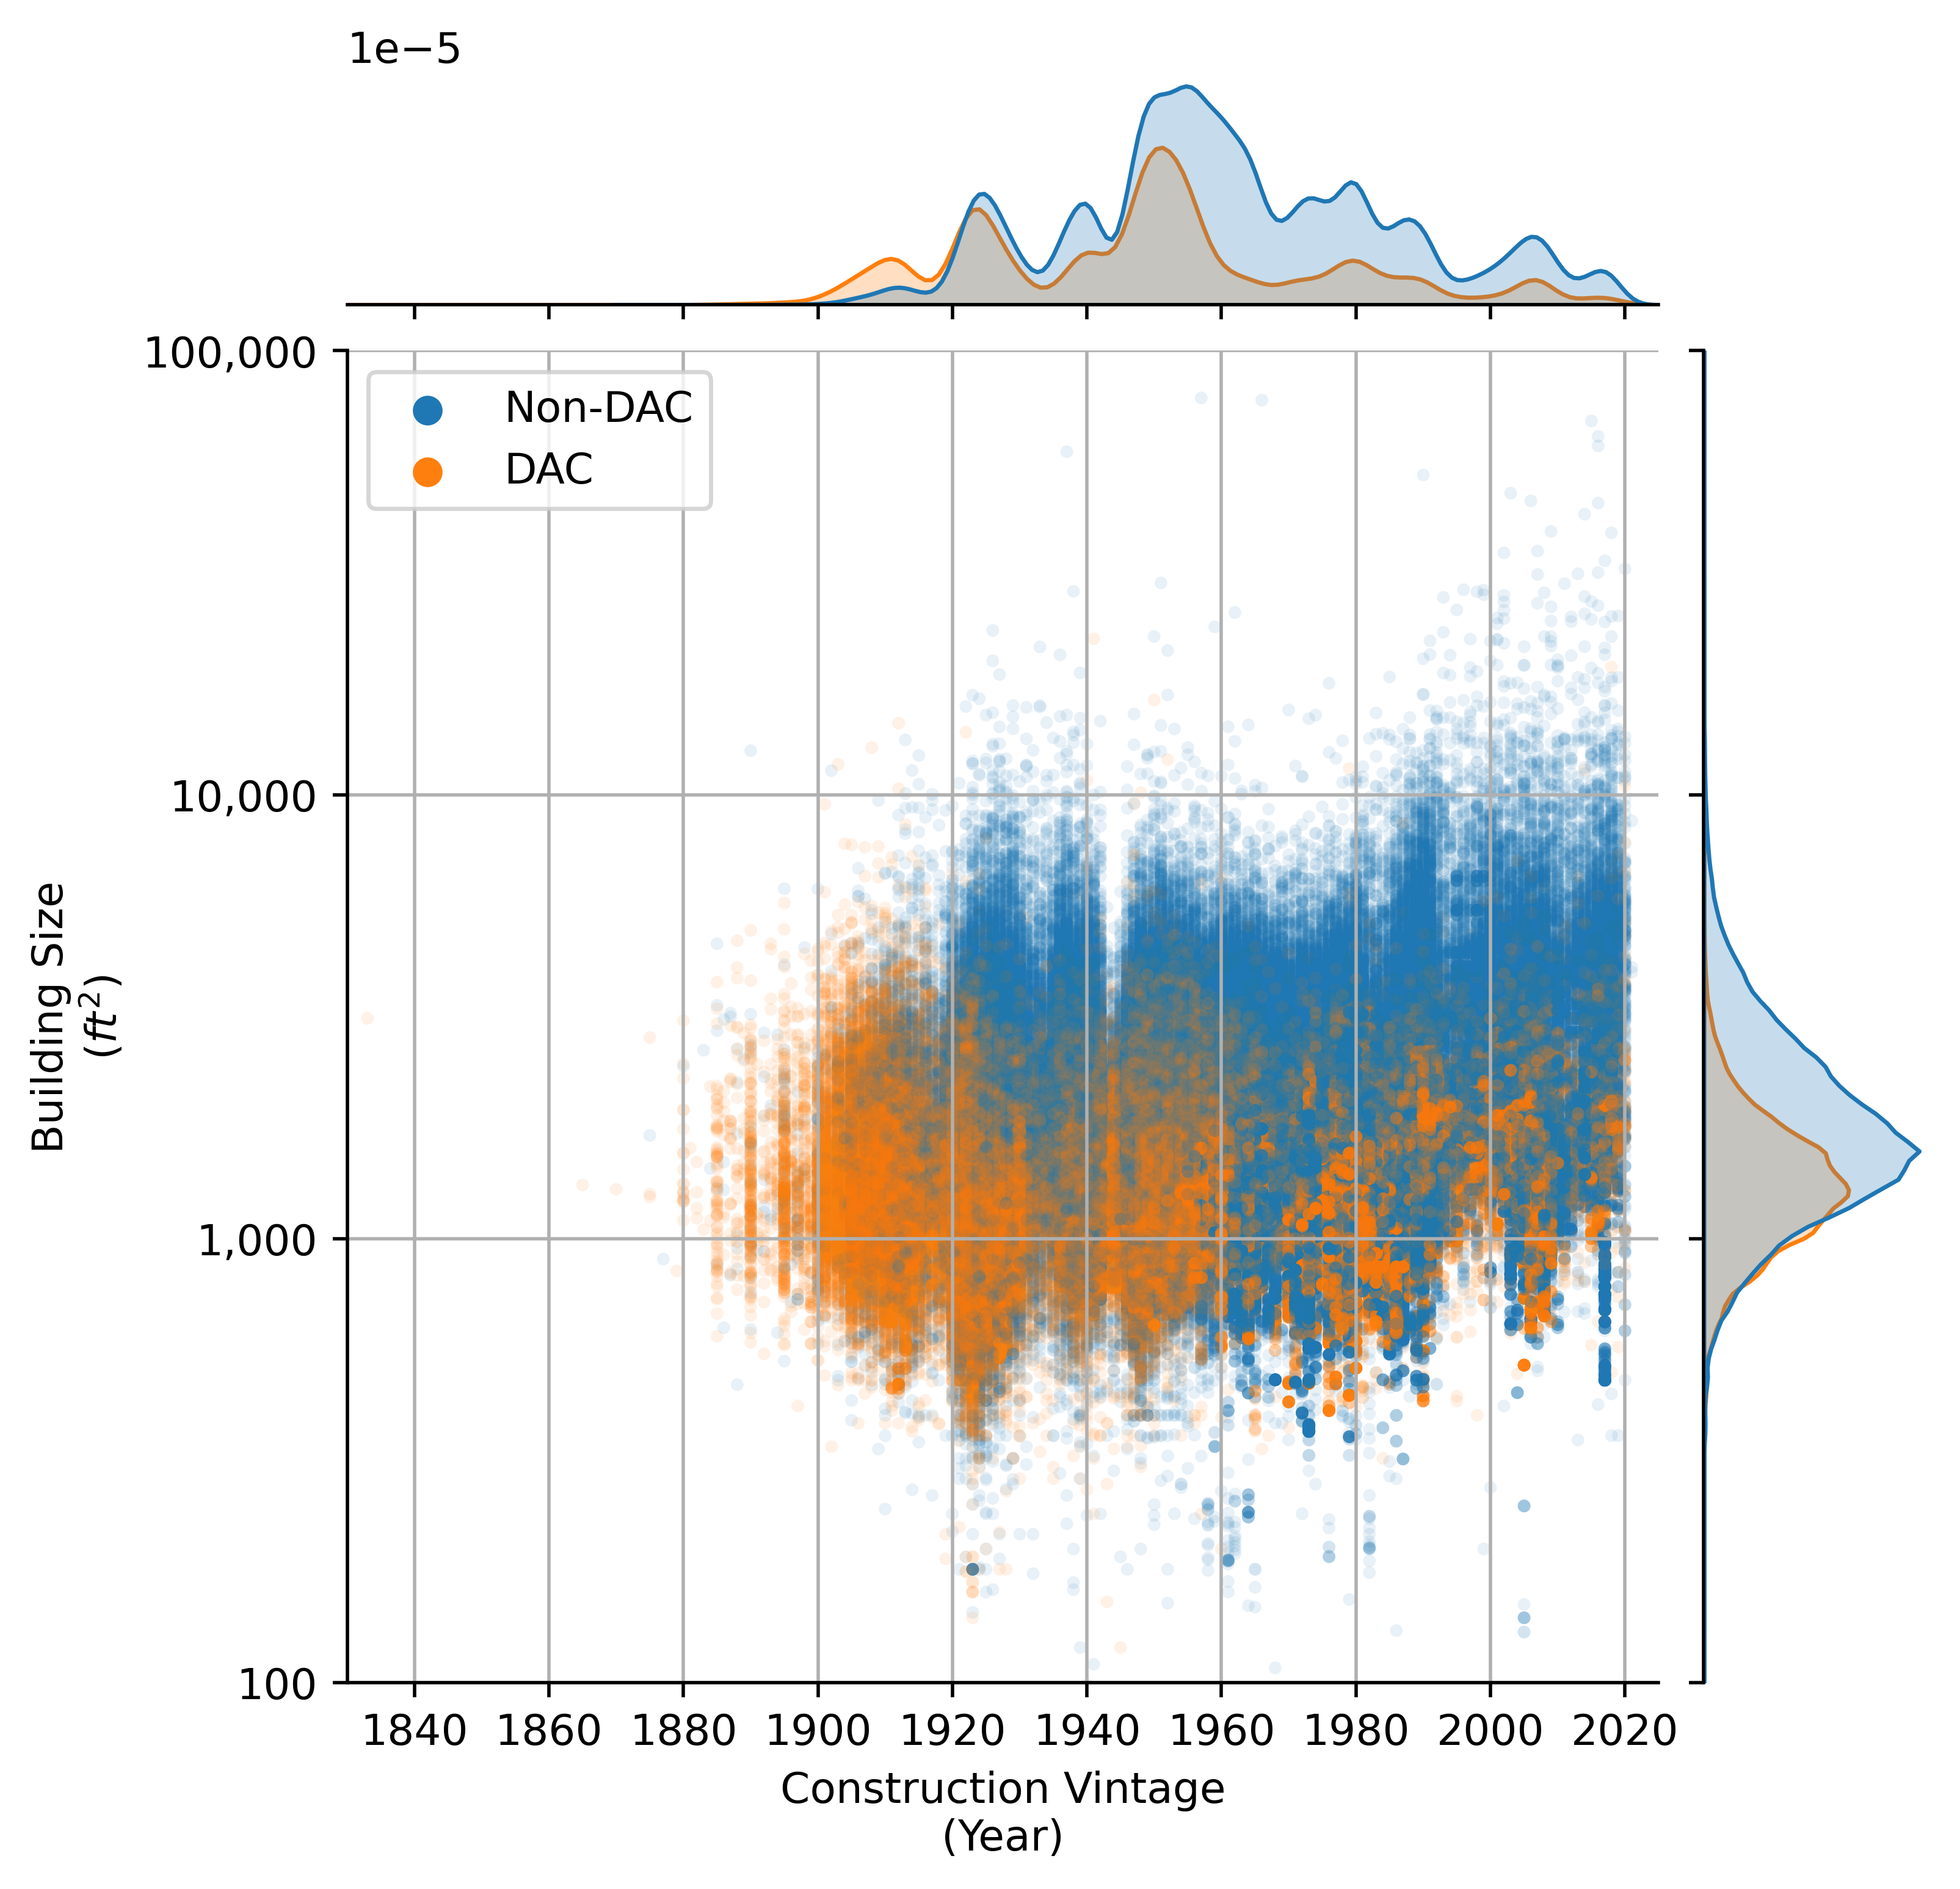 1e−5
100,000
10,000
1,000
100
Non-DAC
DAC
Building Size
(ft²)
1840 1860 1880 1900 1920 1940 1960 1980 2000 2020
Construction Vintage
(Year)